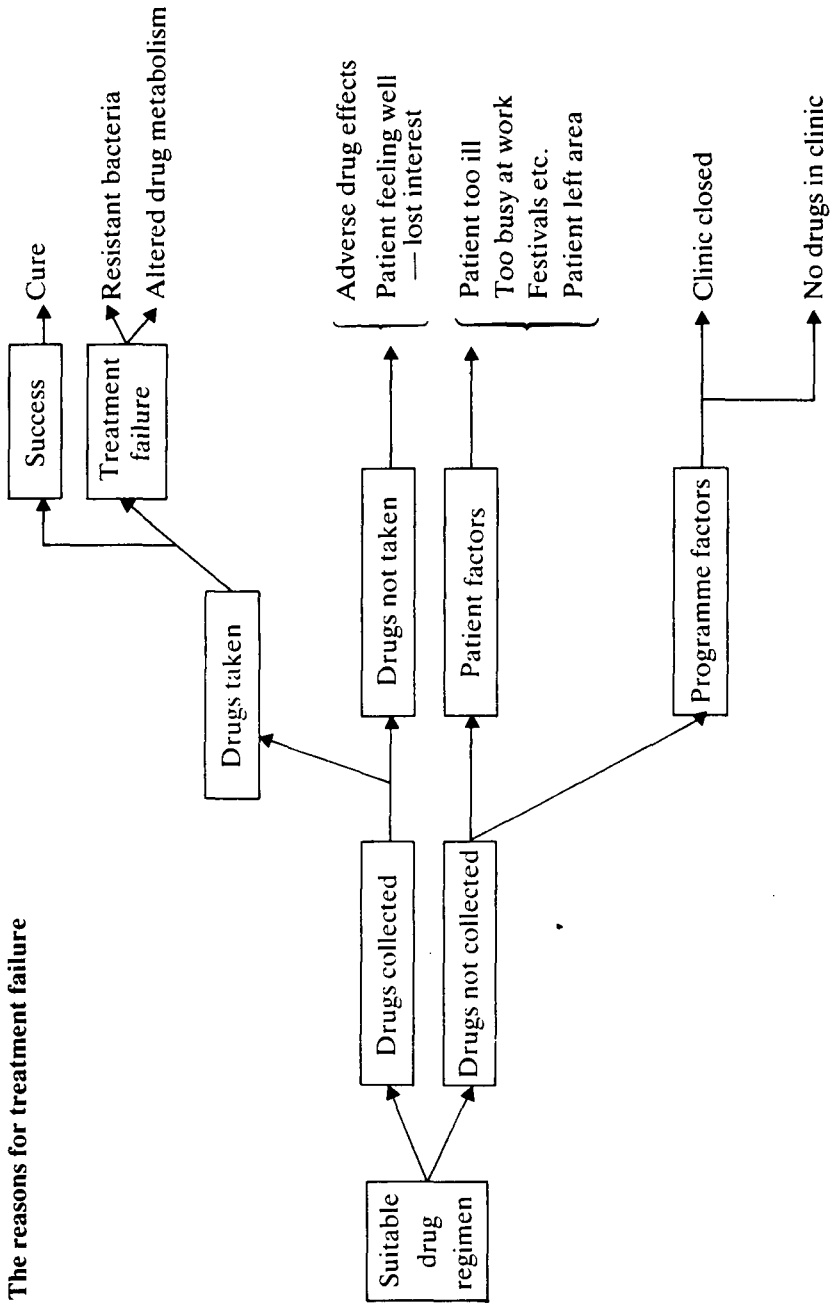 The reasons for treatment failure
Suitable
drug
regimen
Drugs collected
Drugs not collected
Drugs taken
Drugs not taken
Patient factors
Programme factors
Success
Treatment
failure
Cure
Resistant bacteria
Altered drug metabolism
Adverse drug effects
Patient feeling well
— lost interest
Patient too ill
Too busy at work
Festivals etc.
Patient left area
Clinic closed
No drugs in clinic